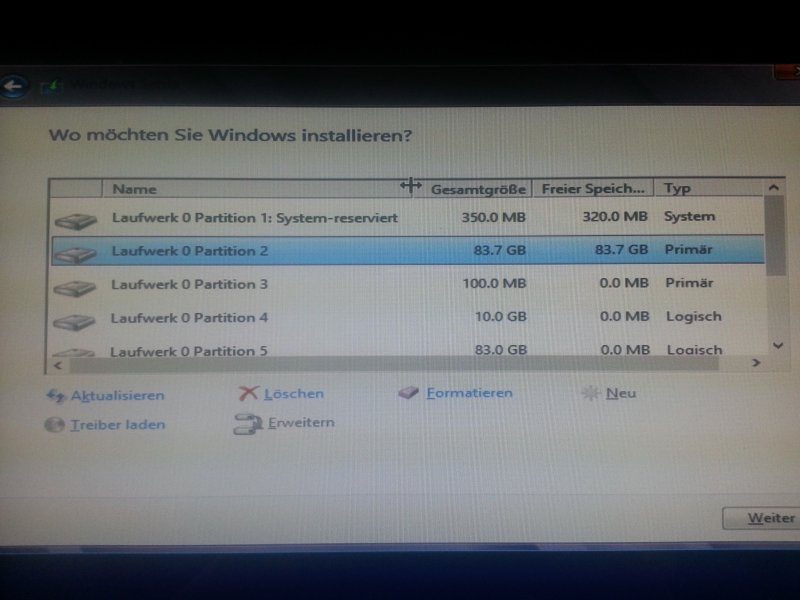 Windows
Wo möchten Sie Windows installieren?
Name Gesamtgröße Freier Speich... Typ
Laufwerk 0 Partition 1: System-reserviert 350.0 MB 320.0 MB System
Laufwerk 0 Partition 2 83.7 GB 83.7 GB Primär
Laufwerk 0 Partition 3 100.0 MB 0.0 MB Primär
Laufwerk 0 Partition 4 10.0 GB 0.0 MB Logisch
Laufwerk 0 Partition 5 83.0 GB 0.0 MB Logisch
Aktualisieren Löschen Formatieren Neu
Treiber laden Erweitern
Weiter